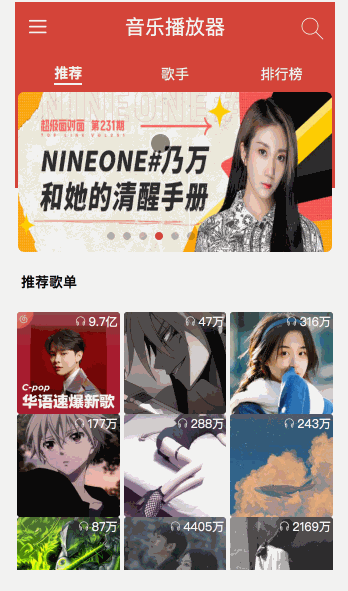 音乐播放器
推荐 歌手 排行榜
NINEONE
超级面对面 第231期
TOP LINER
NINEONE#乃万
和她的清醒手册
推荐歌单
9.7亿 47万 316万
C-pop
华语速爆新歌
177万 288万 243万
87万 4405万 2169万